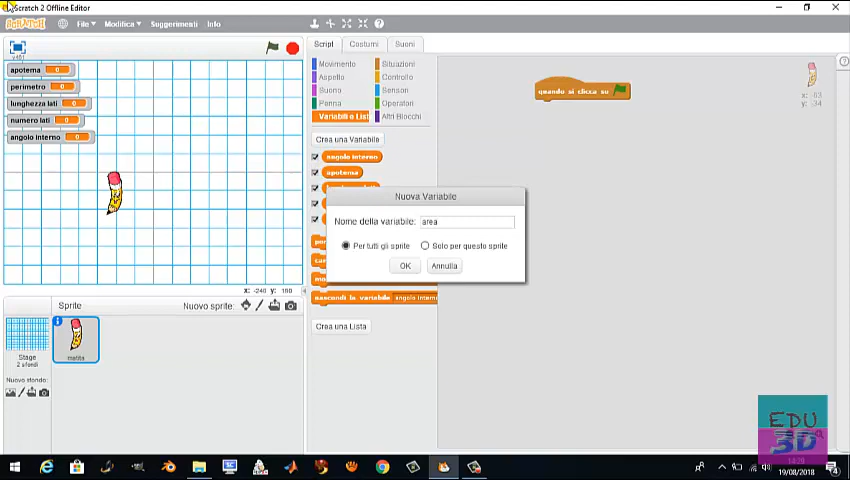 Scratch 2 Offline Editor
SCRATCH File Modifica Suggerimenti Info
v461
apotema 0
perimetro 0
lunghezza lati 0
numero lati 0
angolo interno 0
x: -240 y: 180
Sprite Nuovo sprite:
Stage
2 sfondi
Nuovo sfondo:
matita
Script Costumi Suoni
Movimento Situazioni
Aspetto Controllo
Suono Sensori
Penna Operatori
Variabili e List Altri Blocchi
Crea una Variabile
angolo interno
apotema
nascondi la variabile angolo intern
Crea una Lista
quando si clicca su
x: -83
y: -34
Nuova Variabile
Nome della variabile: area
Per tutti gli sprite Solo per questo sprite
OK Annulla
EDU
3D
19/08/2018
4